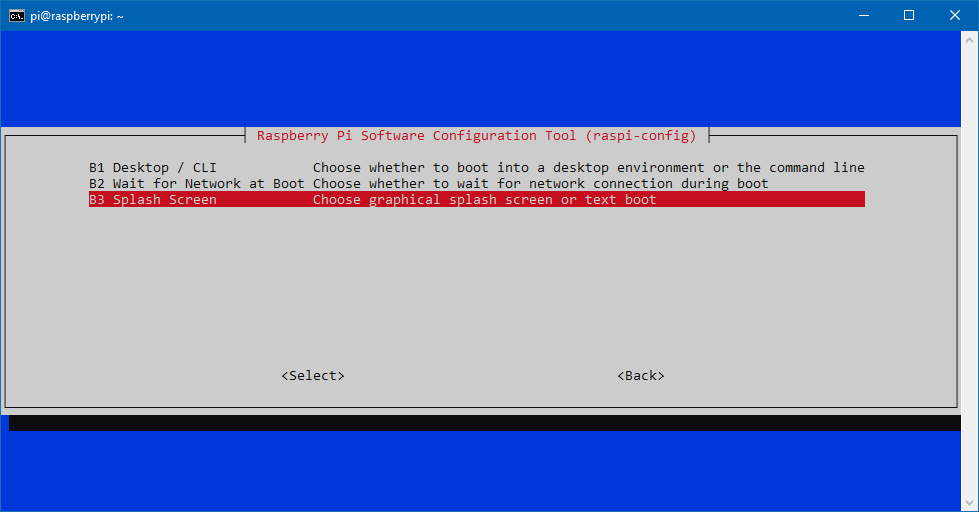 pi@raspberrypi: ~
Raspberry Pi Software Configuration Tool (raspi-config)
B1 Desktop / CLI Choose whether to boot into a desktop environment or the command line
B2 Wait for Network at Boot Choose whether to wait for network connection during boot
B3 Splash Screen Choose graphical splash screen or text boot
<Select> <Back>